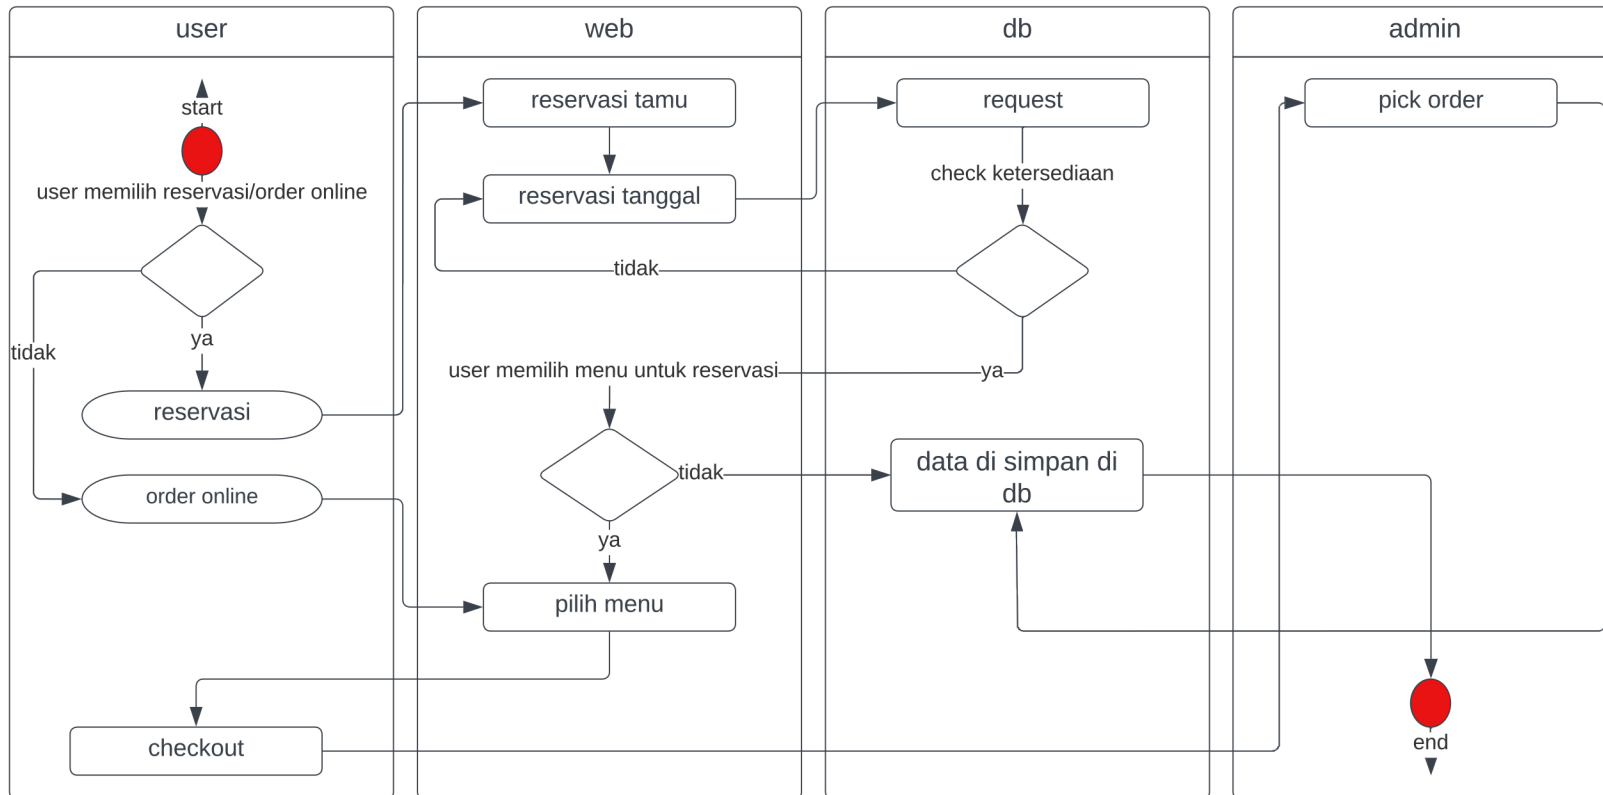 user
web
db
admin
start
user memilih reservasi/order online
tidak
ya
reservasi
order online
checkout
reservasi tamu
reservasi tanggal
tidak
user memilih menu untuk reservasi
tidak
ya
pilih menu
request
check ketersediaan
ya
data di simpan di
db
pick order
end